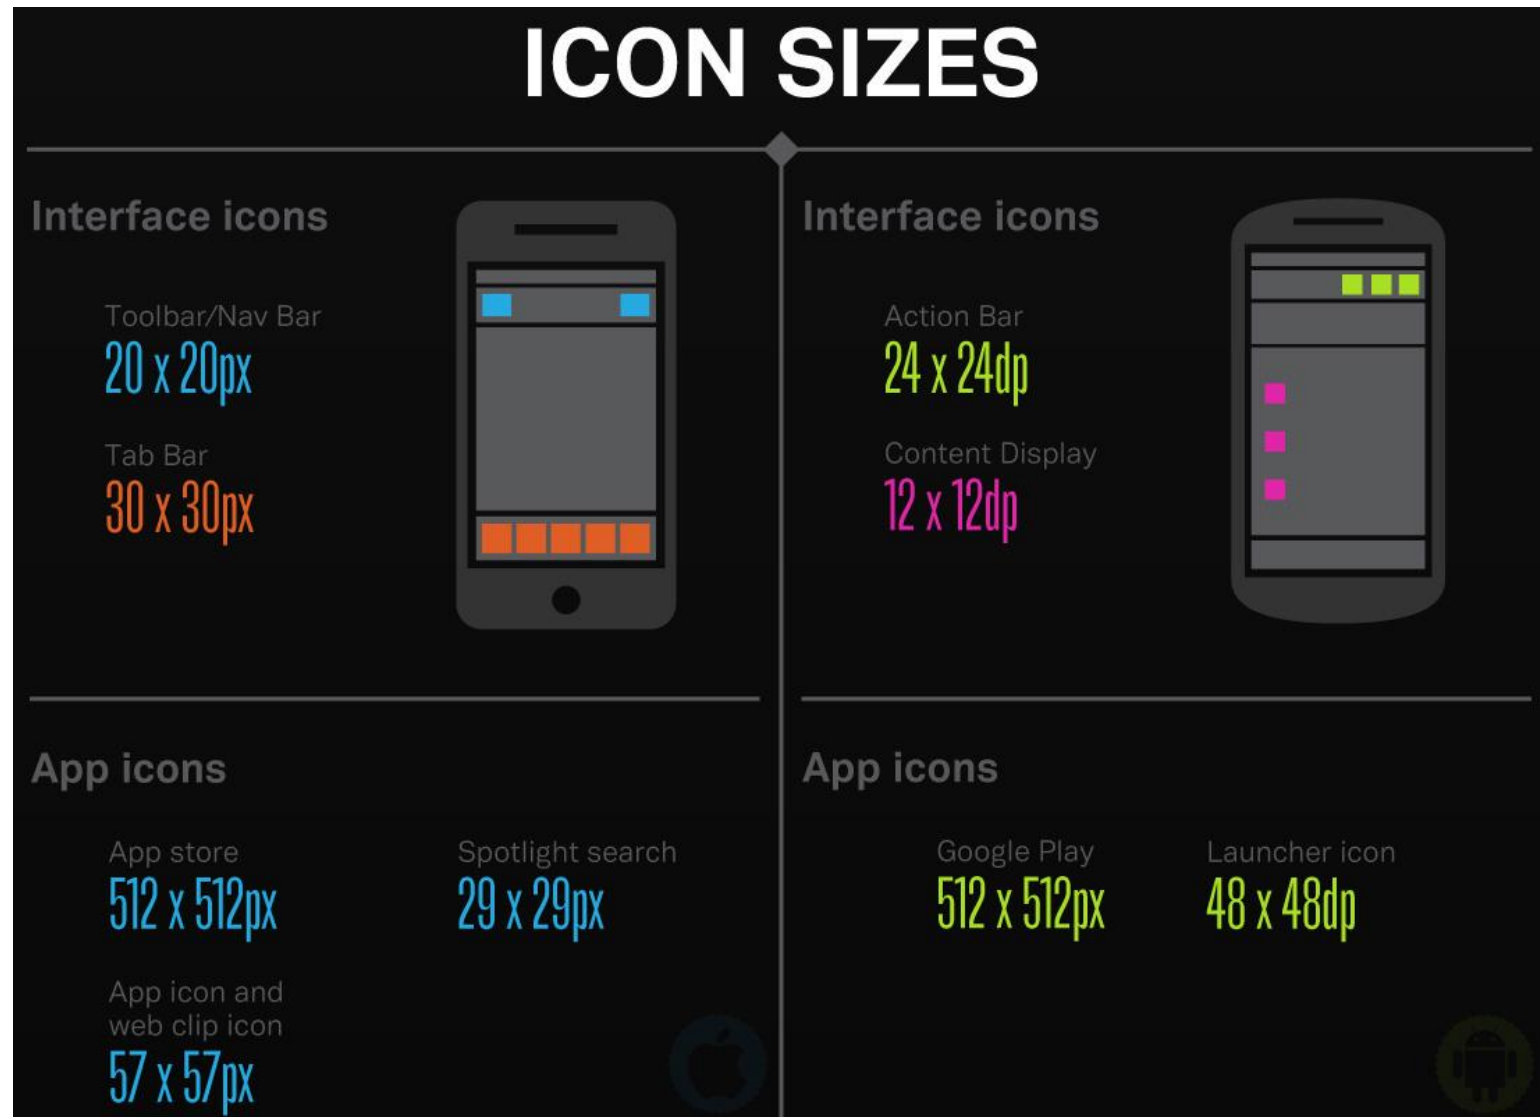 ICON SIZES
Interface icons
Toolbar/Nav Bar
20 x 20px
Tab Bar
30 x 30px
Interface icons
Action Bar
24 x 24dp
Content Display
12 x 12dp
App icons
App store
512 x 512px
Spotlight search
29 x 29px
App icon and
web clip icon
57 x 57px
App icons
Google Play
512 x 512px
Launcher icon
48 x 48dp